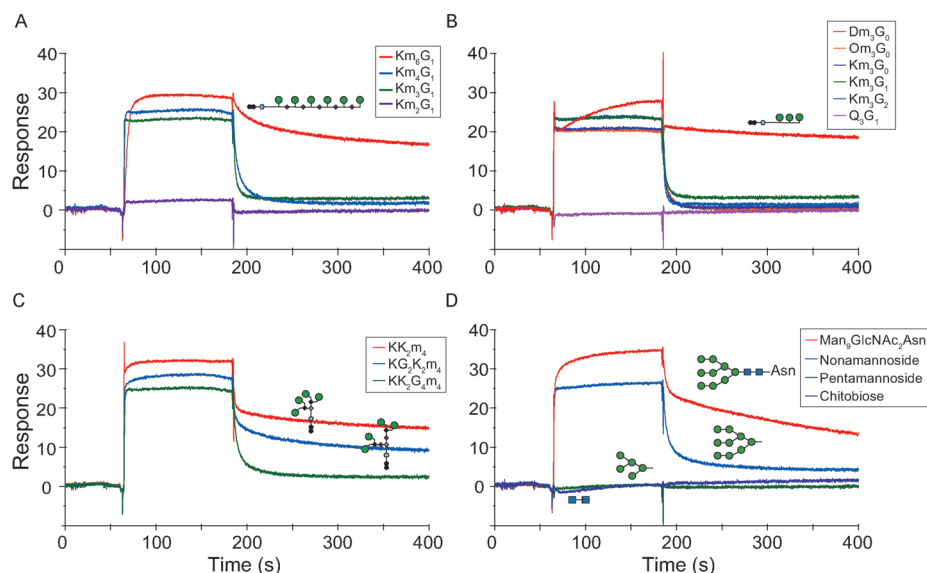 A
B
Response
40
30
20
10
0
Km₆G₁
Km₄G₁
Km₃G₁
Km₂G₁
0
100
200
300
400
40
30
20
10
0
Dm₃G₀
Om₃G₀
Km₃G₀
Km₃G₁
Km₃G₂
Q₃G₁
0
100
200
300
400
C
D
Response
40
30
20
10
0
KK₂m₄
KG₂K₂m₄
KK₂G₄m₄
0
100
200
300
400
Time (s)
40
30
20
10
0
Man₉GlcNAc₂Asn
Nonamannoside
Pentamannoside
Chitobiose
Asn
0
100
200
300
400
Time (s)